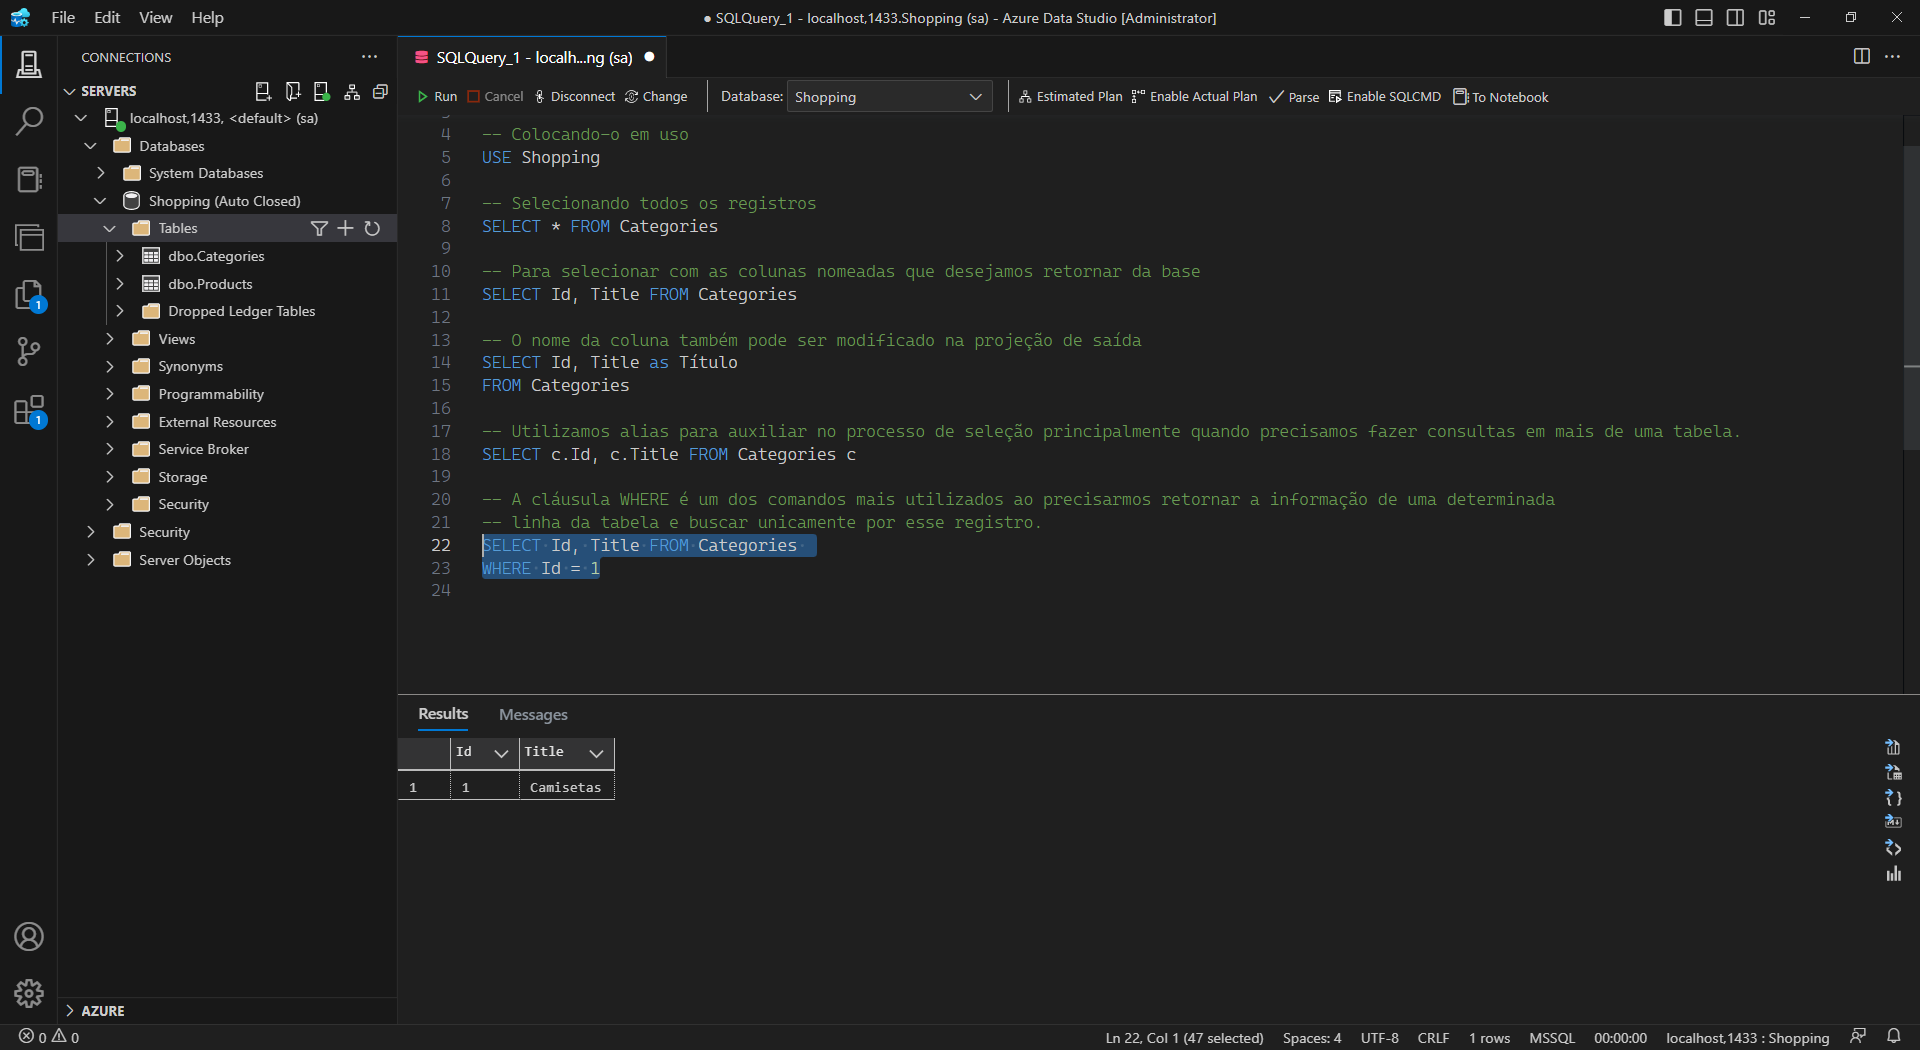 File Edit View Help
● SQLQuery_1 - localhost,1433.Shopping (sa) - Azure Data Studio [Administrator]
CONNECTIONS
SERVERS
localhost,1433, <default> (sa)
Databases
System Databases
Shopping (Auto Closed)
Tables
dbo.Categories
dbo.Products
Dropped Ledger Tables
Views
Synonyms
Programmability
External Resources
Service Broker
Storage
Security
Security
Server Objects
AZURE
1
1
SQLQuery_1 - localh...ng (sa)
Run Cancel Disconnect Change Database: Shopping Estimated Plan Enable Actual Plan Parse Enable SQLCMD To Notebook
4 -- Colocando-o em uso
5 USE Shopping
6
7 -- Selecionando todos os registros
8 SELECT * FROM Categories
9
10 -- Para selecionar com as colunas nomeadas que desejamos retornar da base
11 SELECT Id, Title FROM Categories
12
13 -- O nome da coluna também pode ser modificado na projeção de saída
14 SELECT Id, Title as Título
15 FROM Categories
16
17 -- Utilizamos alias para auxiliar no processo de seleção principalmente quando precisamos fazer consultas em mais de uma tabela.
18 SELECT c.Id, c.Title FROM Categories c
19
20 -- A cláusula WHERE é um dos comandos mais utilizados ao precisarmos retornar a informação de uma determinada
21 -- linha da tabela e buscar unicamente por esse registro.
22 SELECT Id, Title FROM Categories
23 WHERE Id = 1
24
Results Messages
Id Title
1 1 Camisetas
0 0 Ln 22, Col 1 (47 selected) Spaces: 4 UTF-8 CRLF 1 rows MSSQL 00:00:00 localhost,1433 : Shopping